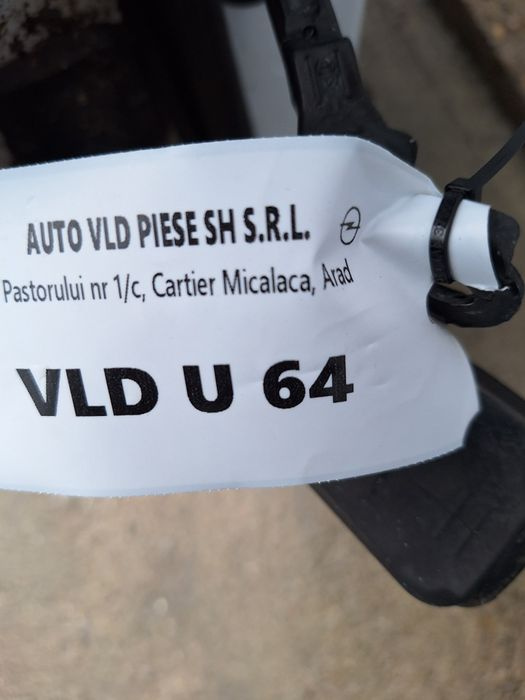 AUTO VLD PIESE SH S.R.L.
Pastorului nr 1/c, Cartier Micalaca, Arad
VLD U 64